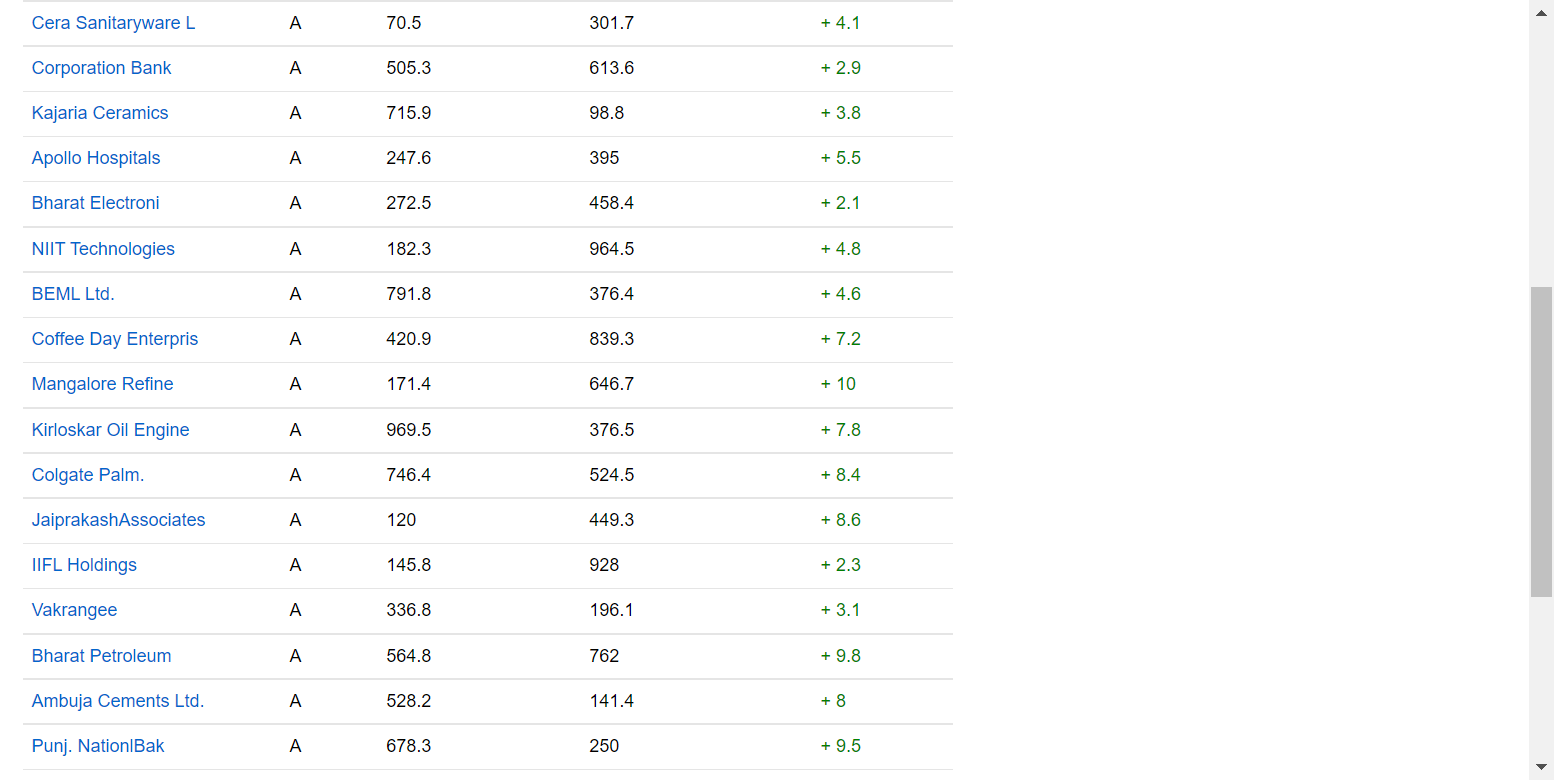 Cera Sanitaryware L A 70.5 301.7 + 4.1
Corporation Bank A 505.3 613.6 + 2.9
Kajaria Ceramics A 715.9 98.8 + 3.8
Apollo Hospitals A 247.6 395 + 5.5
Bharat Electroni A 272.5 458.4 + 2.1
NIIT Technologies A 182.3 964.5 + 4.8
BEML Ltd. A 791.8 376.4 + 4.6
Coffee Day Enterpris A 420.9 839.3 + 7.2
Mangalore Refine A 171.4 646.7 + 10
Kirloskar Oil Engine A 969.5 376.5 + 7.8
Colgate Palm. A 746.4 524.5 + 8.4
JaiprakashAssociates A 120 449.3 + 8.6
IIFL Holdings A 145.8 928 + 2.3
Vakrangee A 336.8 196.1 + 3.1
Bharat Petroleum A 564.8 762 + 9.8
Ambuja Cements Ltd. A 528.2 141.4 + 8
Punj. NationlBak A 678.3 250 + 9.5